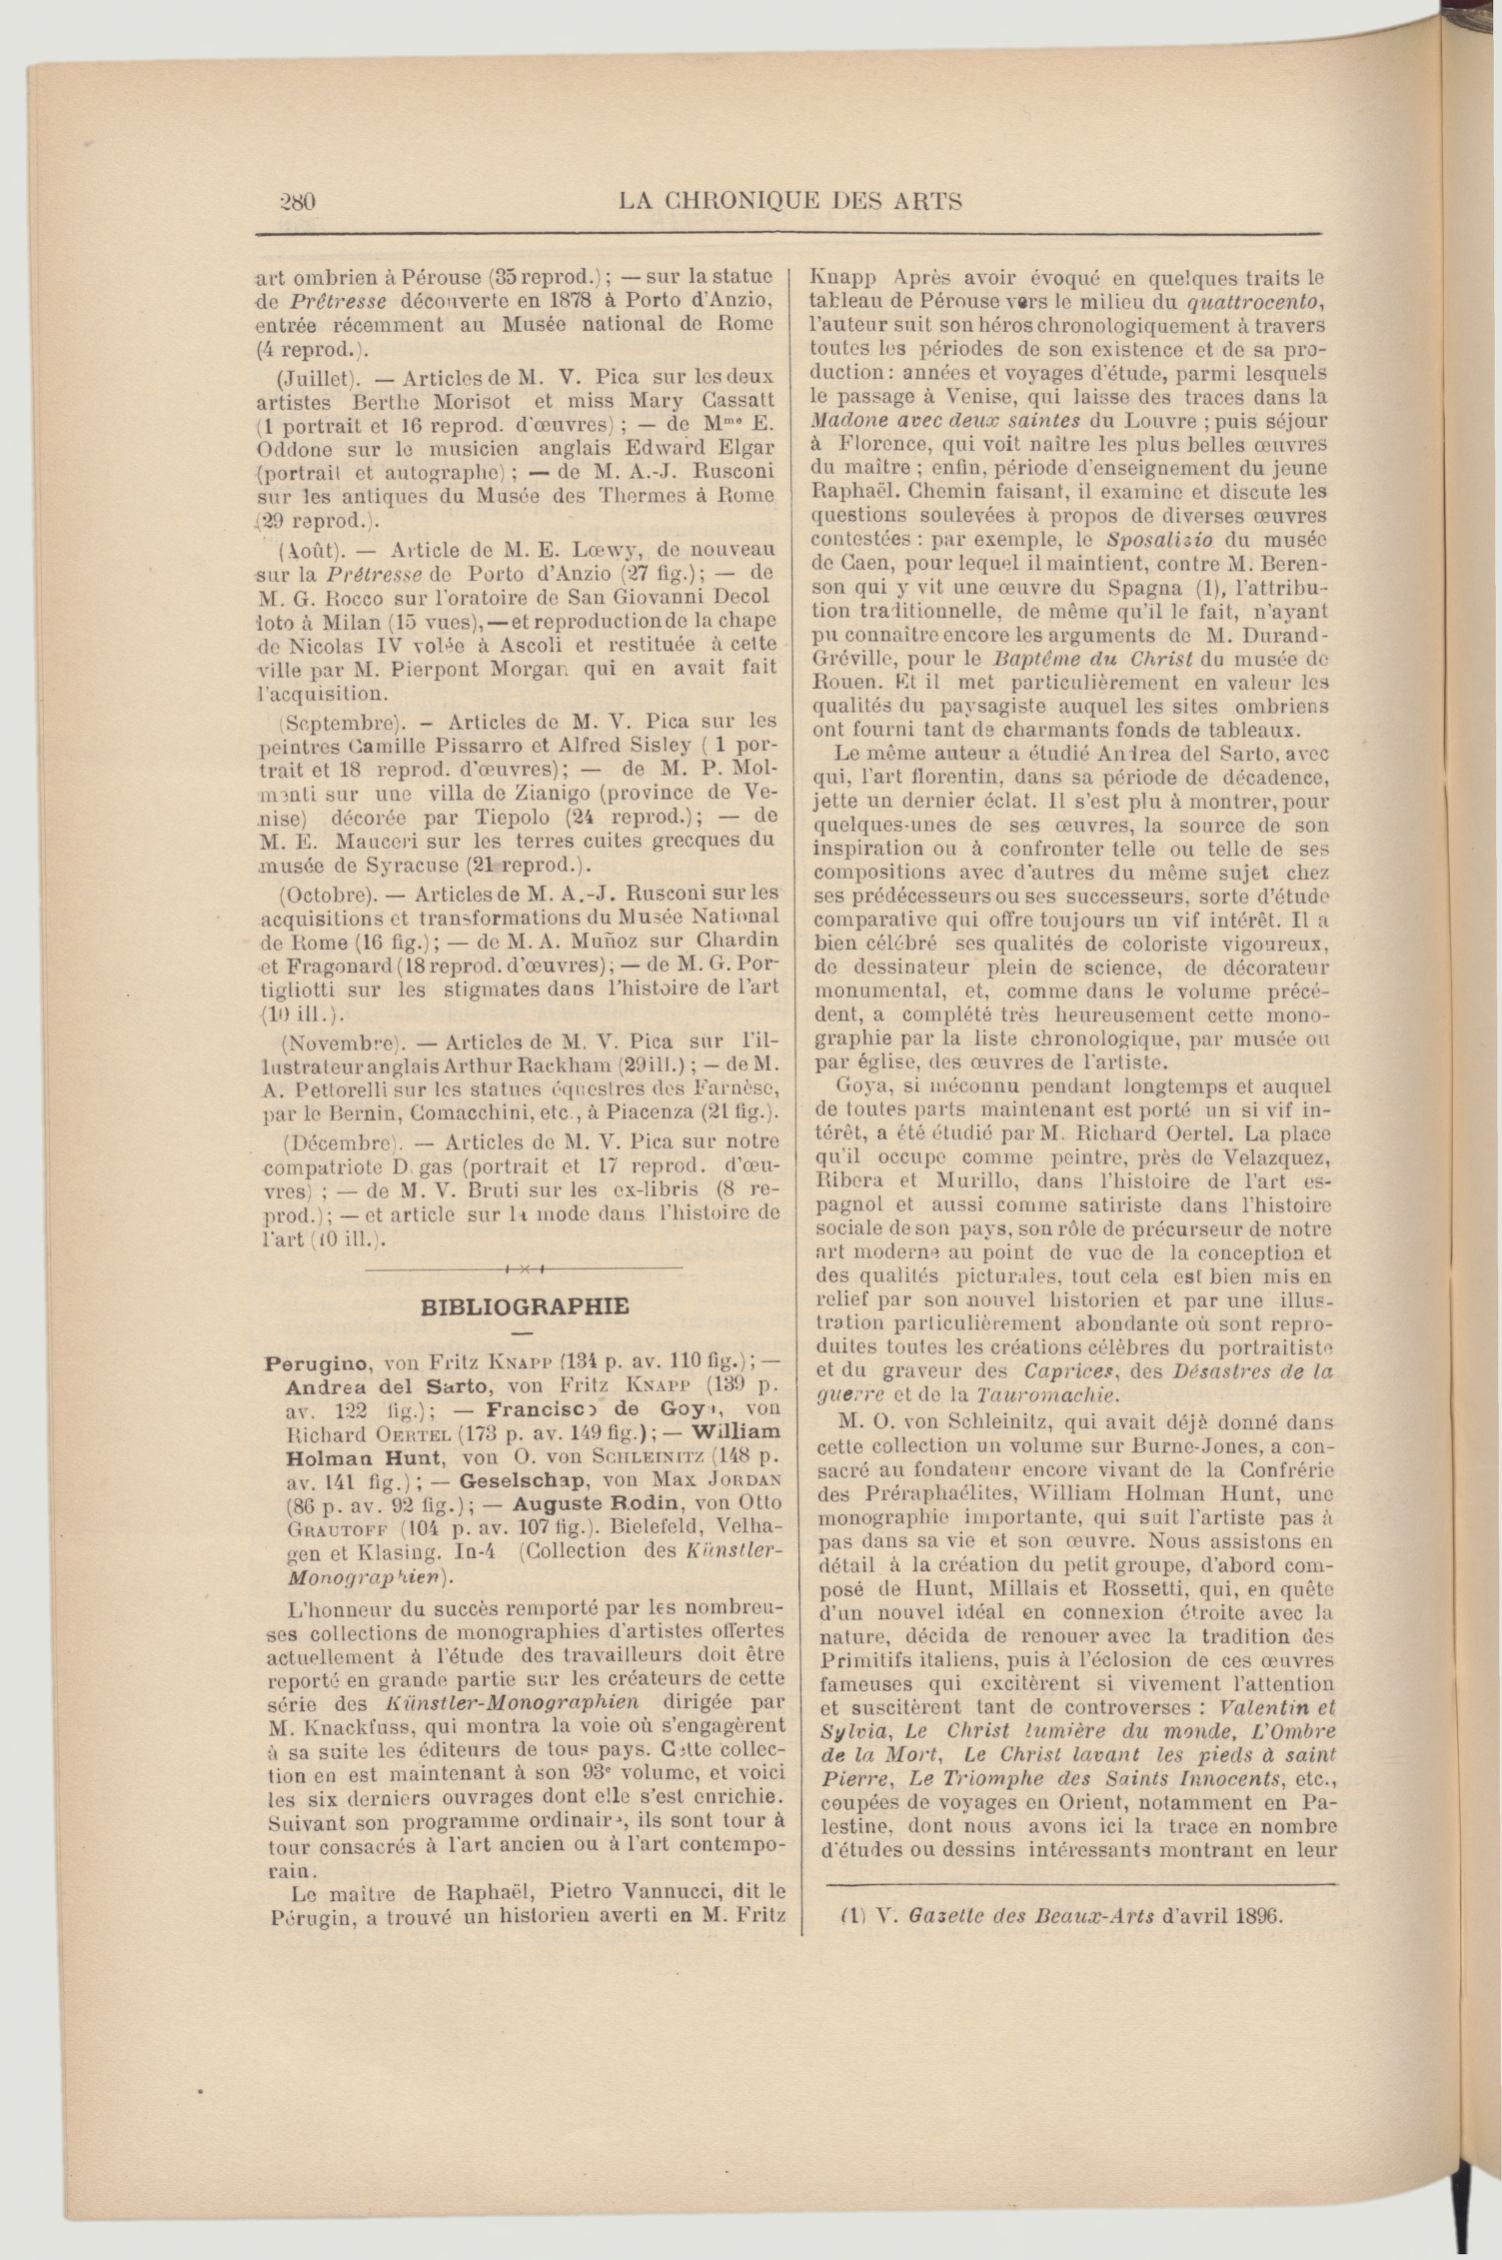 280
LA CHRONIQUE DES ARTS
art ombrien à Pérouse (35 reprod.) ; — sur la statue
de Prêtresse découverte en 1878 à Porto d'Anzio,
entrée récemment au Musée national de Rome
(4 reprod.).
(Juillet). — Articles de M. V. Pica sur les deux
artistes Berthe Morisot et miss Mary Cassatt
(1 portrait et 16 reprod. d'œuvres) ; — de Mme E.
Oddone sur le musicien anglais Edward Elgar
(portrait et autographe) ; — de M. A.-J. Rusconi
sur les antiques du Musée des Thermes à Rome
(29 reprod.).
(Août). — Article de M. E. Lœwy, de nouveau
sur la Prêtresse de Porto d'Anzio (27 fig.); — de
M. G. Rocco sur l'oratoire de San Giovanni Decol
loto à Milan (15 vues), — et reproduction de la chape
de Nicolas IV volée à Ascoli et restituée à cette
ville par M. Pierpont Morgan qui en avait fait
l'acquisition.
(Septembre). — Articles de M. V. Pica sur les
peintres Camille Pissarro et Alfred Sisley ( 1 por-
trait et 18 reprod. d'œuvres); — de M. P. Mol-
menti sur une villa de Zianigo (province de Ve-
nise) décorée par Tiepolo (24 reprod.); — de
M. E. Mauceri sur les terres cuites grecques du
musée de Syracuse (21 reprod.).
(Octobre). — Articles de M. A.-J. Rusconi sur les
acquisitions et transformations du Musée National
de Rome (16 fig.) ; — de M. A. Muñoz sur Chardin
et Fragonard (18 reprod. d'œuvres) ; — de M. G. Por-
tigliotti sur les stigmates dans l'histoire de l'art
(10 ill.).
(Novembre). — Articles de M. V. Pica sur l'il-
lustrateur anglais Arthur Rackham (29 ill.) ; — de M.
A. Pettorelli sur les statues équestres des Farnèse,
par le Bernin, Comacchini, etc., à Piacenza (21 fig.).
(Décembre). — Articles de M. V. Pica sur notre
compatriote D gas (portrait et 17 reprod. d'œu-
vres) ; — de M. V. Bruti sur les ex-libris (8 re-
prod.); — et article sur la mode dans l'histoire de
l'art (10 ill.).
BIBLIOGRAPHIE
Perugino, von Fritz KNAPP (134 p. av. 110 fig.) ; —
Andrea del Sarto, von Fritz KNAPP (139 p.
av. 122 fig.); — Francisco de Goya, von
Richard OERTEL (173 p. av. 149 fig.) ; — William
Holman Hunt, von O. von SCHLEINITZ (148 p.
av. 141 fig.) ; — Geselschap, von Max JORDAN
(86 p. av. 92 fig.) ; — Auguste Rodin, von Otto
GRAUTOFF (104 p. av. 107 fig.). Bielefeld, Velha-
gen et Klasing. In-4 (Collection des Künstler-
Monographien).
L'honneur du succès remporté par les nombreu-
ses collections de monographies d'artistes offertes
actuellement à l'étude des travailleurs doit être
reporté en grande partie sur les créateurs de cette
série des Künstler-Monographien dirigée par
M. Knackfuss, qui montra la voie où s'engagèrent
à sa suite les éditeurs de tous pays. Cette collec-
tion en est maintenant à son 93e volume, et voici
les six derniers ouvrages dont elle s'est enrichie.
Suivant son programme ordinaire, ils sont tour à
tour consacrés à l'art ancien ou à l'art contempo-
rain.
Le maître de Raphaël, Pietro Vannucci, dit le
Pérugin, a trouvé un historien averti en M. Fritz
Knapp Après avoir évoqué en quelques traits le
tableau de Pérouse vers le milieu du quattrocento,
l'auteur suit son héros chronologiquement à travers
toutes les périodes de son existence et de sa pro-
duction : années et voyages d'étude, parmi lesquels
le passage à Venise, qui laisse des traces dans la
Madone avec deux saintes du Louvre ; puis séjour
à Florence, qui voit naître les plus belles œuvres
du maître ; enfin, période d'enseignement du jeune
Raphaël. Chemin faisant, il examine et discute les
questions soulevées à propos de diverses œuvres
contestées : par exemple, le Sposalizio du musée
de Caen, pour lequel il maintient, contre M. Beren-
son qui y vit une œuvre du Spagna (1), l'attribu-
tion traditionnelle, de même qu'il le fait, n'ayant
pu connaître encore les arguments de M. Durand-
Gréville, pour le Baptême du Christ du musée de
Rouen. Et il met particulièrement en valeur les
qualités du paysagiste auquel les sites ombriens
ont fourni tant de charmants fonds de tableaux.
Le même auteur a étudié Andrea del Sarto, avec
qui, l'art florentin, dans sa période de décadence,
jette un dernier éclat. Il s'est plu à montrer, pour
quelques-unes de ses œuvres, la source de son
inspiration ou à confronter telle ou telle de ses
compositions avec d'autres du même sujet chez
ses prédécesseurs ou ses successeurs, sorte d'étude
comparative qui offre toujours un vif intérêt. Il a
bien célébré ses qualités de coloriste vigoureux,
de dessinateur plein de science, de décorateur
monumental, et, comme dans le volume précé-
dent, a complété très heureusement cette mono-
graphie par la liste chronologique, par musée ou
par église, des œuvres de l'artiste.
Goya, si méconnu pendant longtemps et auquel
de toutes parts maintenant est porté un si vif in-
térêt, a été étudié par M. Richard Oertel. La place
qu'il occupe comme peintre, près de Velazquez,
Ribera et Murillo, dans l'histoire de l'art es-
pagnol et aussi comme satiriste dans l'histoire
sociale de son pays, son rôle de précurseur de notre
art moderne au point de vue de la conception et
des qualités picturales, tout cela est bien mis en
relief par son nouvel historien et par une illus-
tration particulièrement abondante où sont repro-
duites toutes les créations célèbres du portraitiste
et du graveur des Caprices, des Désastres de la
guerre et de la Tauromachie.
M. O. von Schleinitz, qui avait déjà donné dans
cette collection un volume sur Burne-Jones, a con-
sacré au fondateur encore vivant de la Confrérie
des Préraphaélites, William Holman Hunt, une
monographie importante, qui suit l'artiste pas à
pas dans sa vie et son œuvre. Nous assistons en
détail à la création du petit groupe, d'abord com-
posé de Hunt, Millais et Rossetti, qui, en quête
d'un nouvel idéal en connexion étroite avec la
nature, décida de renouer avec la tradition des
Primitifs italiens, puis à l'éclosion de ces œuvres
fameuses qui excitèrent si vivement l'attention
et suscitèrent tant de controverses : Valentin et
Sylvia, Le Christ lumière du monde, L'Ombre
de la Mort, Le Christ lavant les pieds à saint
Pierre, Le Triomphe des Saints Innocents, etc.,
coupées de voyages en Orient, notamment en Pa-
lestine, dont nous avons ici la trace en nombre
d'études ou dessins intéressants montrant en leur
(1) V. Gazette des Beaux-Arts d'avril 1896.